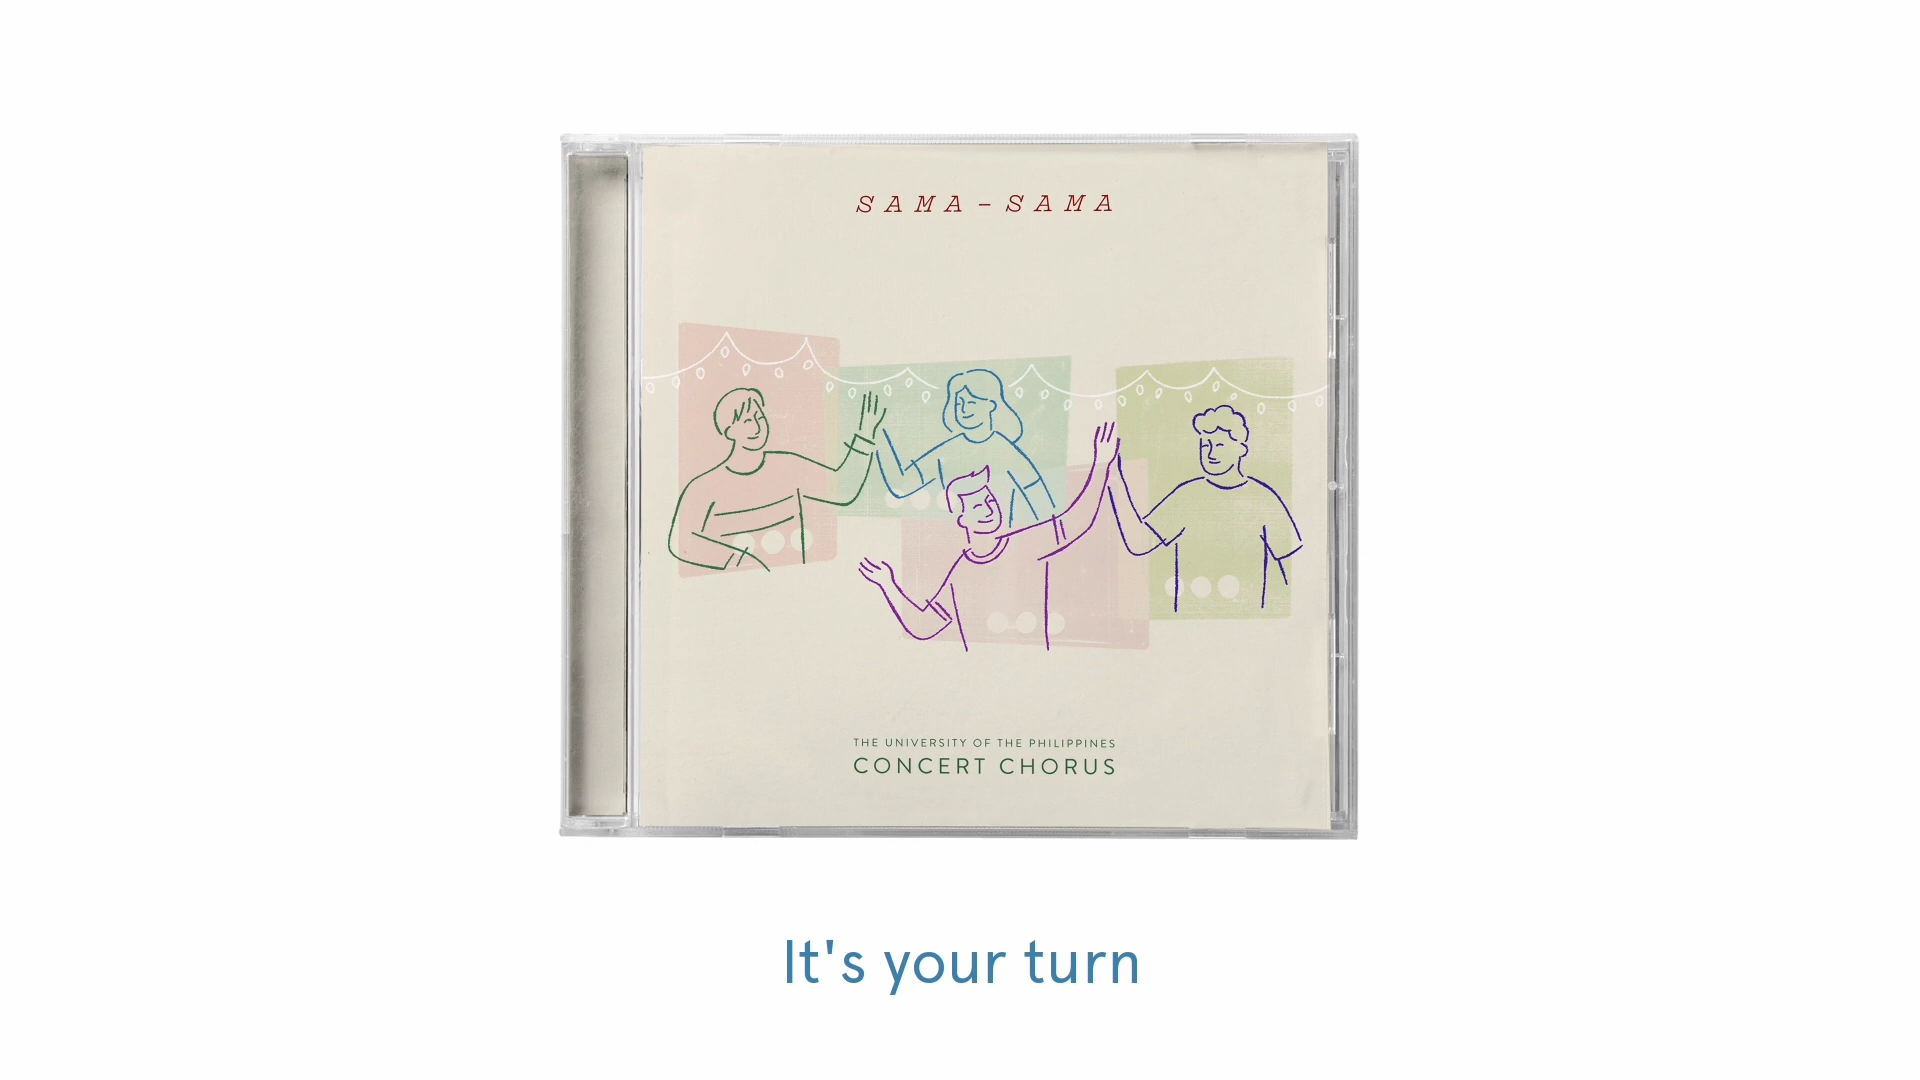 SAMA-SAMA
THE UNIVERSITY OF THE PHILIPPINES
CONCERT CHORUS
It's your turn